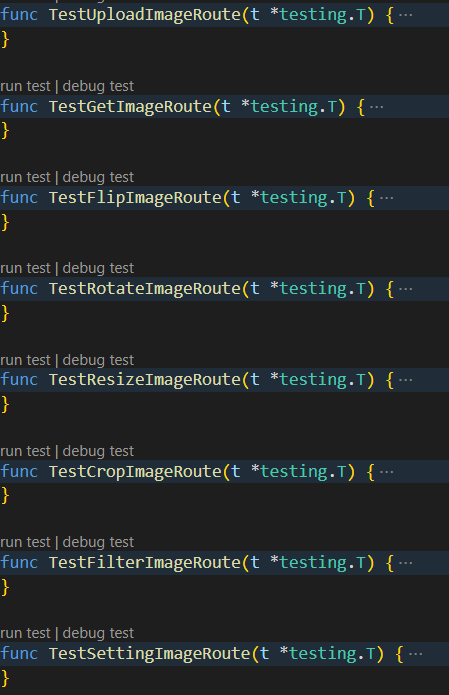 func TestUploadImageRoute(t *testing.T) {···
}
run test | debug test
func TestGetImageRoute(t *testing.T) {···
}
run test | debug test
func TestFlipImageRoute(t *testing.T) {···
}
run test | debug test
func TestRotateImageRoute(t *testing.T) {···
}
run test | debug test
func TestResizeImageRoute(t *testing.T) {···
}
run test | debug test
func TestCropImageRoute(t *testing.T) {···
}
run test | debug test
func TestFilterImageRoute(t *testing.T) {···
}
run test | debug test
func TestSettingImageRoute(t *testing.T) {···
}